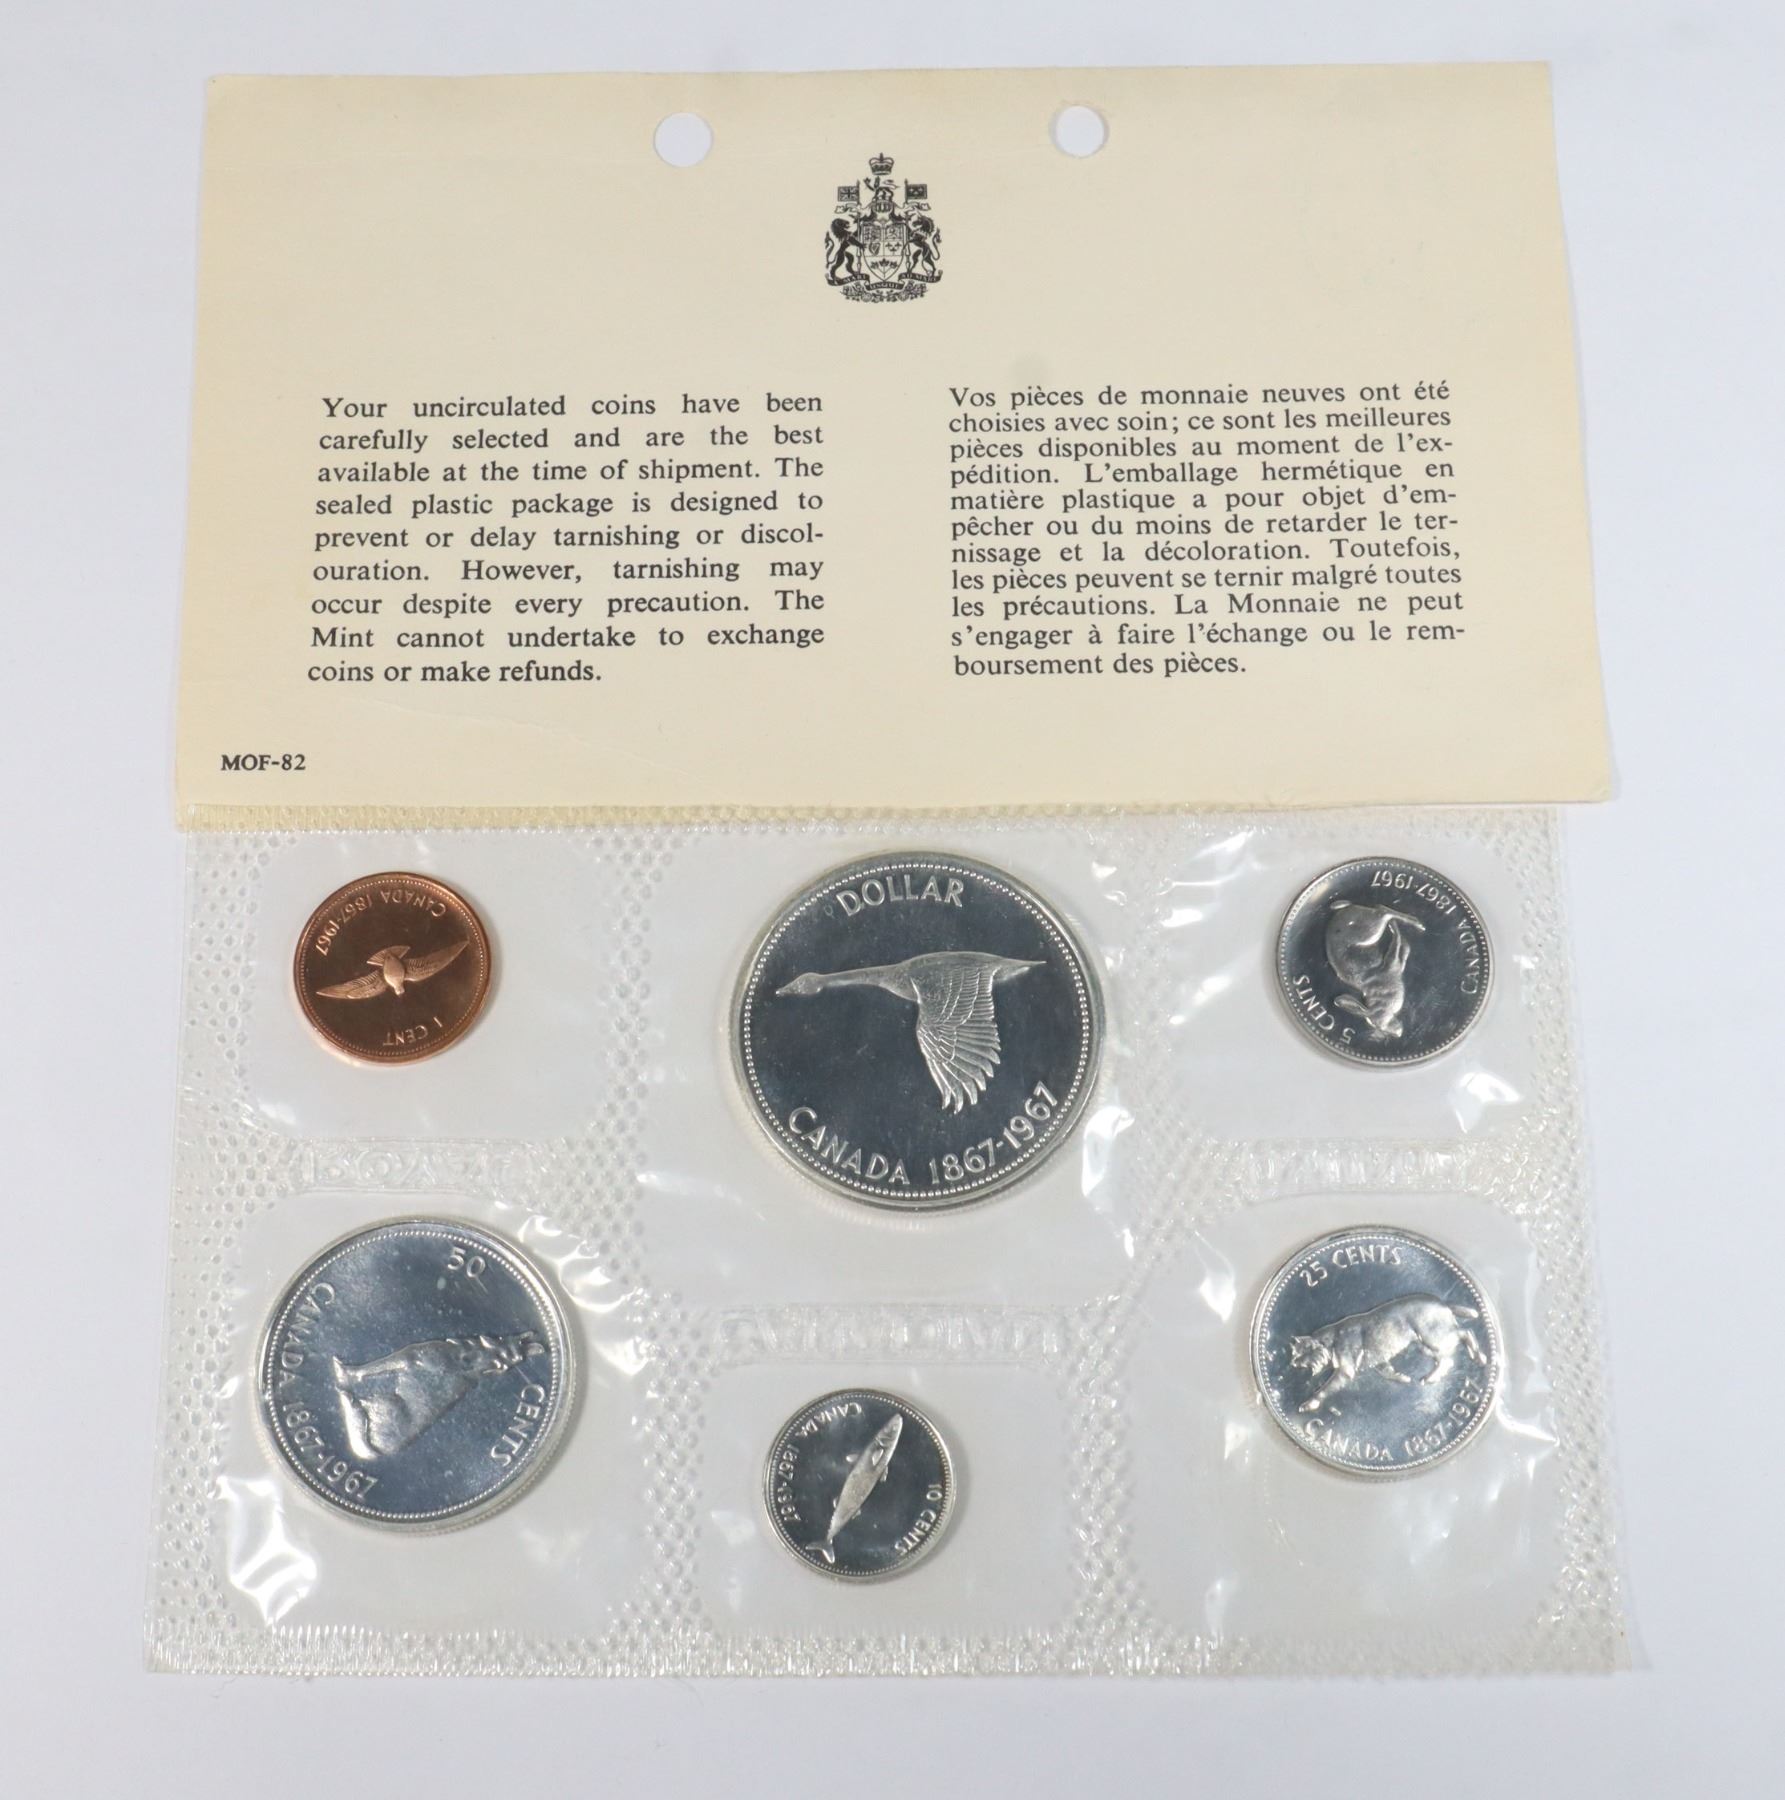 Your uncirculated coins have been
carefully selected and are the best
available at the time of shipment. The
sealed plastic package is designed to
prevent or delay tarnishing or discol-
ouration. However, tarnishing may
occur despite every precaution. The
Mint cannot undertake to exchange
coins or make refunds.
Vos pièces de monnaie neuves ont été
choisies avec soin; ce sont les meilleures
pièces disponibles au moment de l'ex-
pédition. L'emballage hermétique en
matière plastique a pour objet d'em-
pêcher ou du moins de retarder le ter-
nissage et la décoloration. Toutefois,
les pièces peuvent se ternir malgré toutes
les précautions. La Monnaie ne peut
s'engager à faire l'échange ou le rem-
boursement des pièces.
MOF-82
CANADA 1867-1967
1 CENT
DOLLAR
CANADA 1867-1967
CANADA 1867-1967
5 CENTS
50 CENTS
CANADA 1867-1967
CANADA 1867-1967
10 CENTS
25 CENTS
CANADA 1867-1967